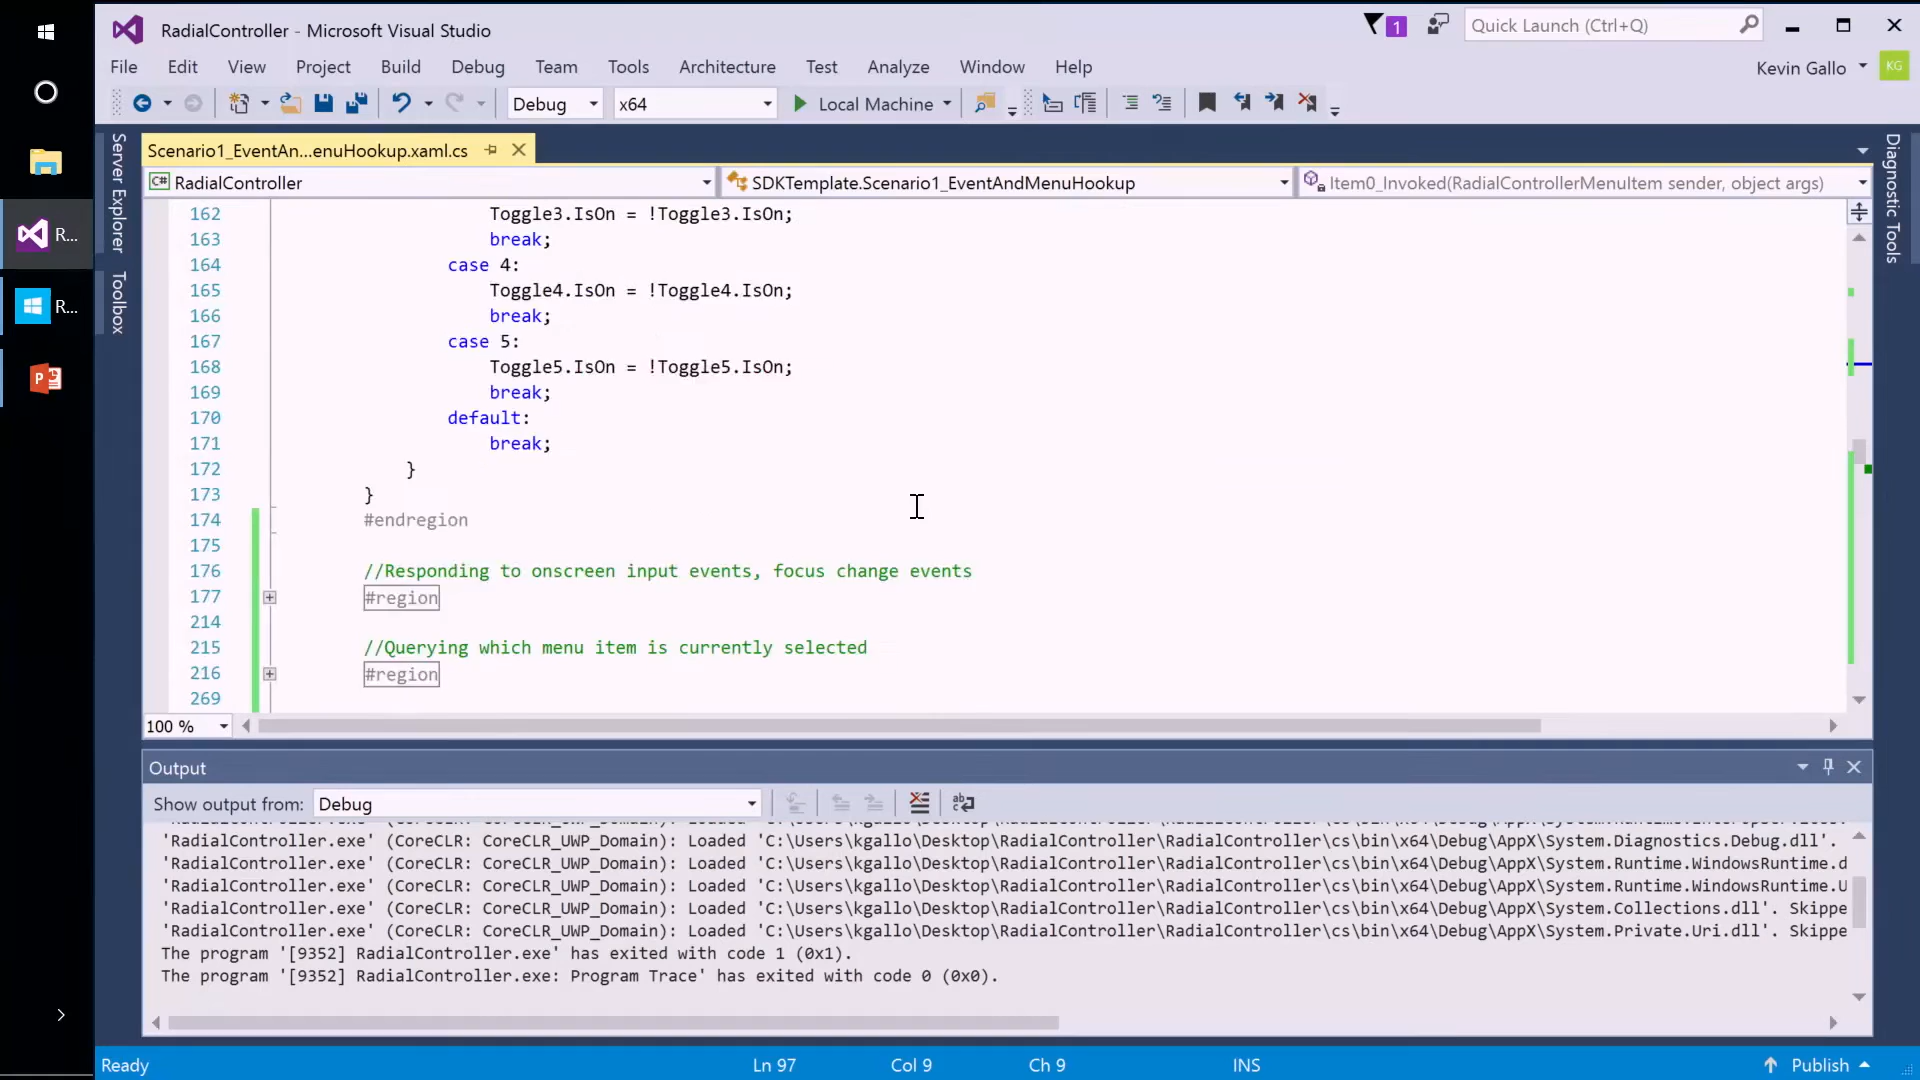 RadialController - Microsoft Visual Studio
1
Quick Launch (Ctrl+Q)
File Edit View Project Build Debug Team Tools Architecture Test Analyze Window Help
Kevin Gallo
KG
Debug
x64
Local Machine
Server Explorer
Toolbox
Diagnostic Tools
R...
R...
Scenario1_EventAn...enuHookup.xaml.cs
C# RadialController
SDKTemplate.Scenario1_EventAndMenuHookup
Item0_Invoked(RadialControllerMenuItem sender, object args)
162 Toggle3.IsOn = !Toggle3.IsOn;
163 break;
164 case 4:
165 Toggle4.IsOn = !Toggle4.IsOn;
166 break;
167 case 5:
168 Toggle5.IsOn = !Toggle5.IsOn;
169 break;
170 default:
171 break;
172 }
173 }
174 #endregion
175
176 //Responding to onscreen input events, focus change events
177 #region
214
215 //Querying which menu item is currently selected
216 #region
269
100 %
Output
Show output from: Debug
'RadialController.exe' (CoreCLR: CoreCLR_UWP_Domain): Loaded 'C:\Users\kgallo\Desktop\RadialController\RadialController\cs\bin\x64\Debug\AppX\System.Diagnostics.Debug.dll'.
'RadialController.exe' (CoreCLR: CoreCLR_UWP_Domain): Loaded 'C:\Users\kgallo\Desktop\RadialController\RadialController\cs\bin\x64\Debug\AppX\System.Runtime.WindowsRuntime.d
'RadialController.exe' (CoreCLR: CoreCLR_UWP_Domain): Loaded 'C:\Users\kgallo\Desktop\RadialController\RadialController\cs\bin\x64\Debug\AppX\System.Runtime.WindowsRuntime.U
'RadialController.exe' (CoreCLR: CoreCLR_UWP_Domain): Loaded 'C:\Users\kgallo\Desktop\RadialController\RadialController\cs\bin\x64\Debug\AppX\System.Collections.dll'. Skippe
'RadialController.exe' (CoreCLR: CoreCLR_UWP_Domain): Loaded 'C:\Users\kgallo\Desktop\RadialController\RadialController\cs\bin\x64\Debug\AppX\System.Private.Uri.dll'. Skippe
The program '[9352] RadialController.exe' has exited with code 1 (0x1).
The program '[9352] RadialController.exe: Program Trace' has exited with code 0 (0x0).
Ready
Ln 97
Col 9
Ch 9
INS
Publish